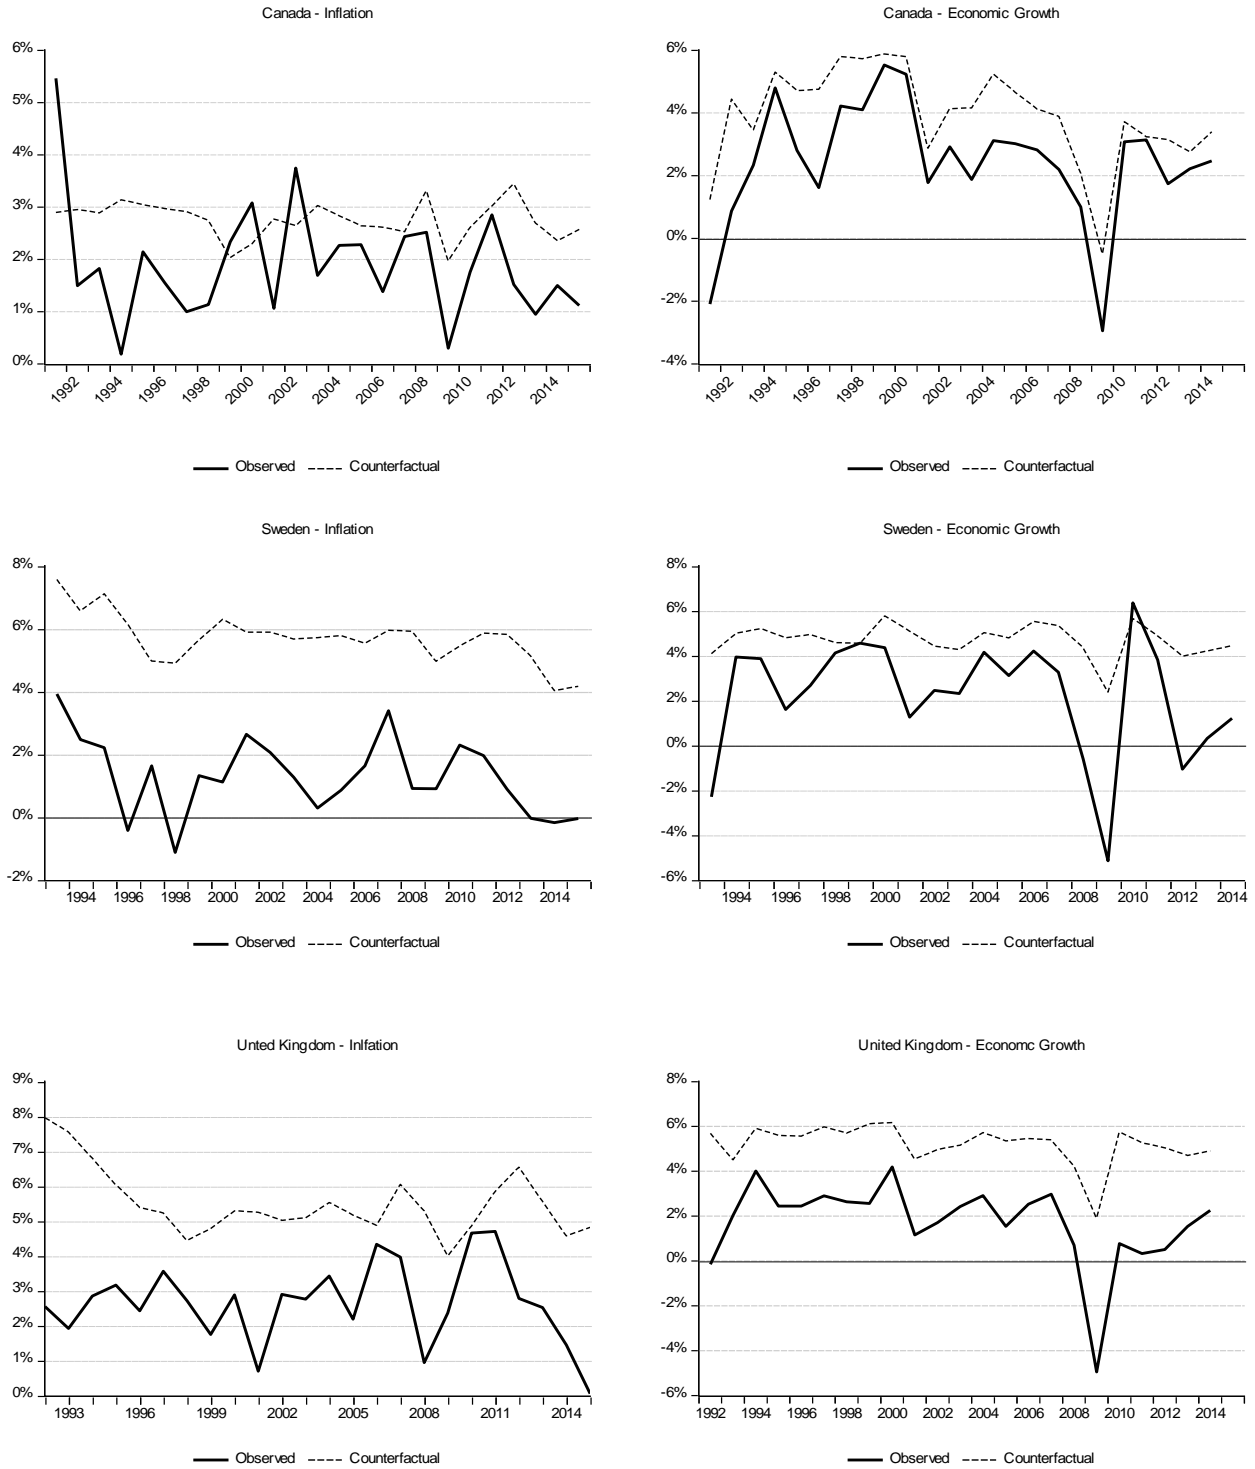 Canada - Inflation
6%
5%
4%
3%
2%
1%
0%
1992 1994 1996 1998 2000 2002 2004 2006 2008 2010 2012 2014
Observed Counterfactual
Canada - Economic Growth
6%
4%
2%
0%
-2%
-4%
1992 1994 1996 1998 2000 2002 2004 2006 2008 2010 2012 2014
Observed Counterfactual
Sweden - Inflation
8%
6%
4%
2%
0%
-2%
1994 1996 1998 2000 2002 2004 2006 2008 2010 2012 2014
Observed Counterfactual
Sweden - Economic Growth
8%
6%
4%
2%
0%
-2%
-4%
-6%
1994 1996 1998 2000 2002 2004 2006 2008 2010 2012 2014
Observed Counterfactual
Unted Kingdom - Inlfation
9%
8%
7%
6%
5%
4%
3%
2%
1%
0%
1993 1996 1999 2002 2005 2008 2011 2014
Observed Counterfactual
United Kingdom - Economc Growth
8%
6%
4%
2%
0%
-2%
-4%
-6%
1992 1994 1996 1998 2000 2002 2004 2006 2008 2010 2012 2014
Observed Counterfactual